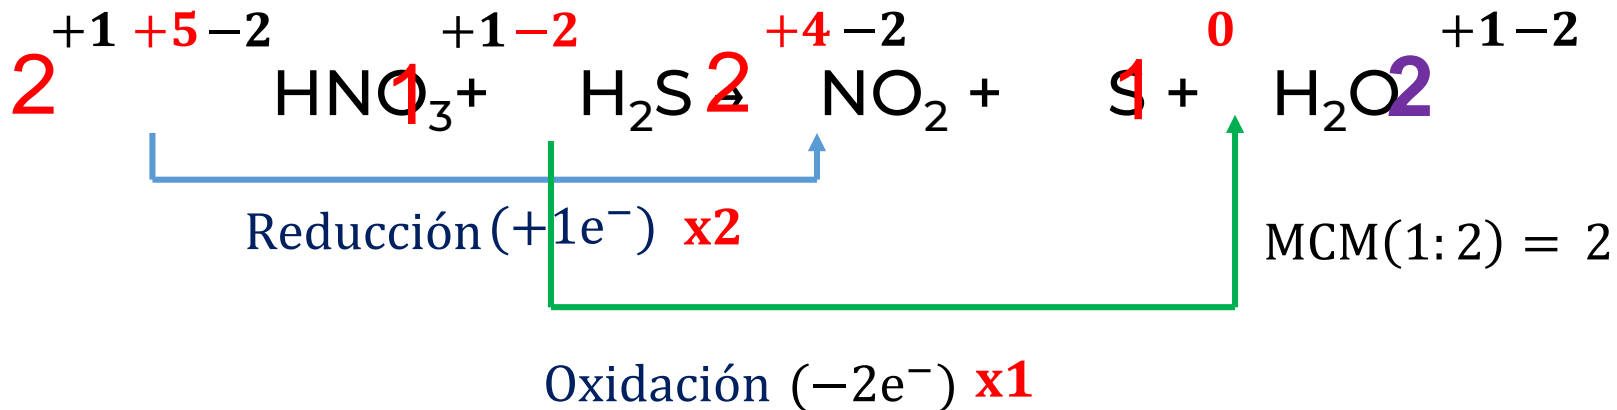 +1 +5 −2 +1 −2 +4 −2 0 +1 −2
2 HNO₃ + 1 H₂S → 2 NO₂ + 1 S + H₂O 2
Reducción (+1e⁻) x2
MCM(1: 2) = 2
Oxidación (−2e⁻) x1